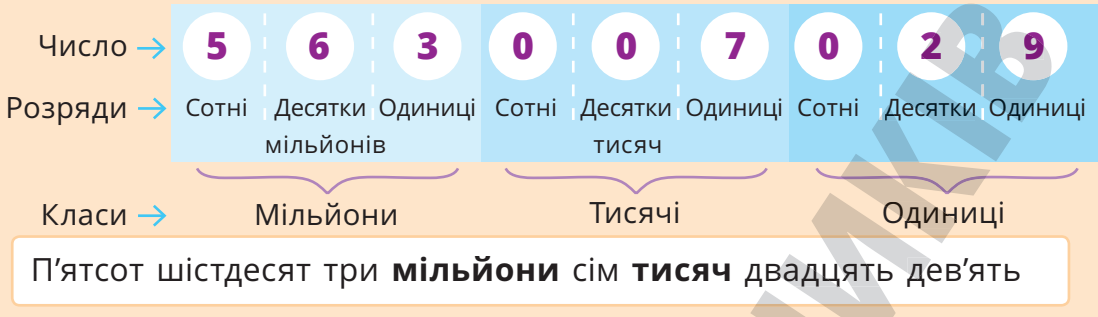 Число → 5 6 3 0 0 7 0 2 9
Розряди → Сотні Десятки Одиниці Сотні Десятки Одиниці Сотні Десятки Одиниці
мільйонів тисяч
Класи → Мільйони Тисячі Одиниці
П'ятсот шістдесят три мільйони сім тисяч двадцять дев'ять